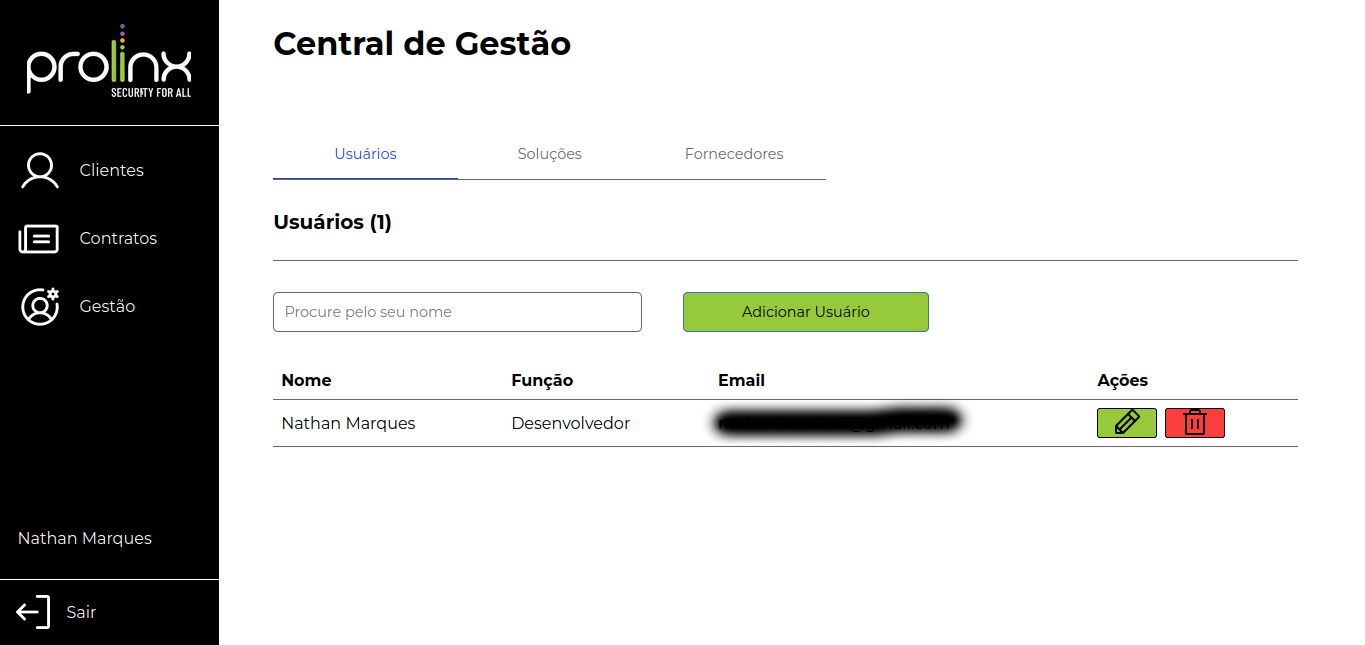 prolinx
SECURITY FOR ALL
Clientes
Contratos
Gestão
Nathan Marques
Sair
Central de Gestão
Usuários Soluções Fornecedores
Usuários (1)
Procure pelo seu nome Adicionar Usuário
Nome Função Email Ações
Nathan Marques Desenvolvedor